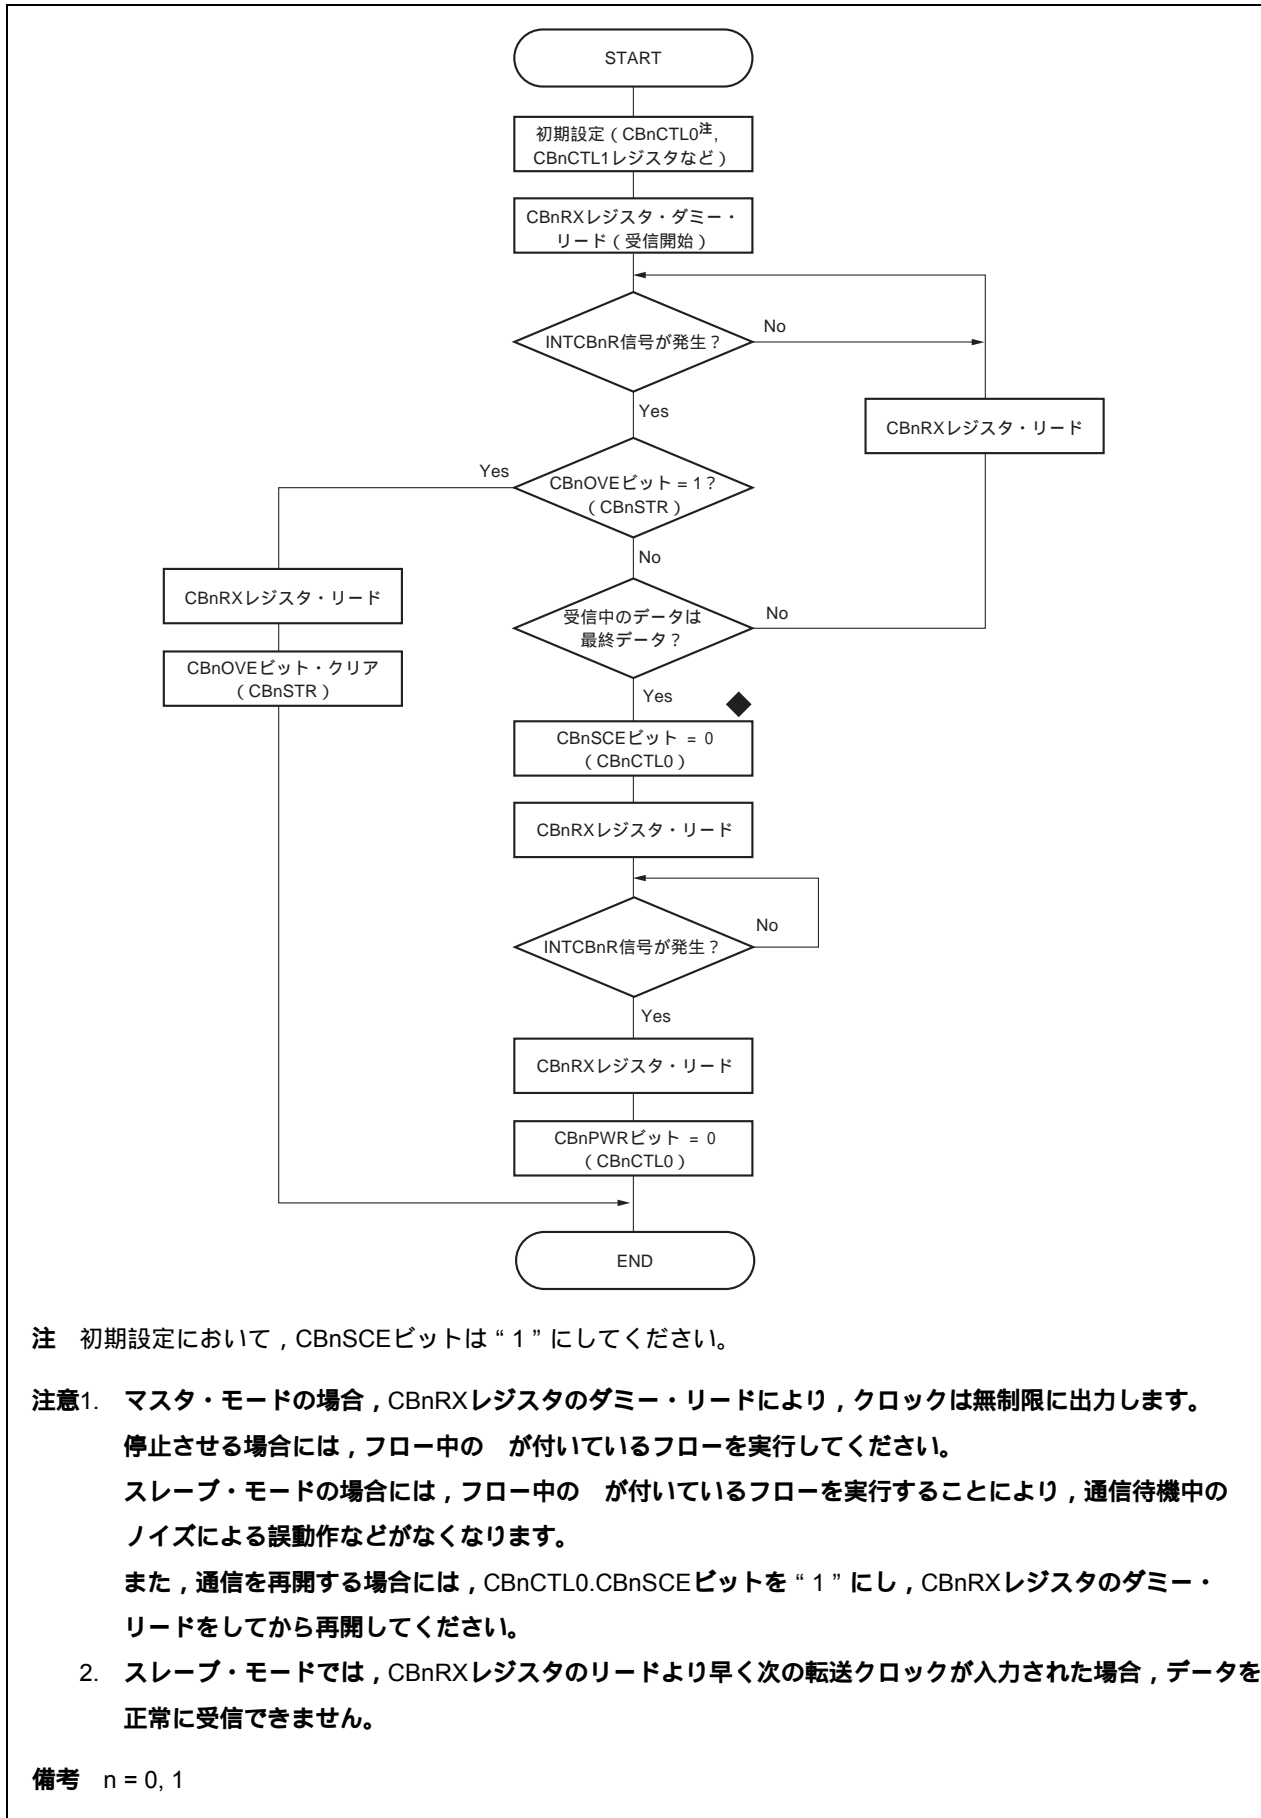 START
初期設定（CBnCTL0注,
CBnCTL1レジスタなど）
CBnRXレジスタ・ダミー・
リード（受信開始）
INTCBnR信号が発生？
No
Yes
CBnRXレジスタ・リード
CBnOVEビット = 1？
（CBnSTR）
Yes
No
CBnRXレジスタ・リード
CBnOVEビット・クリア
（CBnSTR）
受信中のデータは
最終データ？
No
Yes
◆
CBnSCEビット = 0
（CBnCTL0）
CBnRXレジスタ・リード
INTCBnR信号が発生？
No
Yes
CBnRXレジスタ・リード
CBnPWRビット = 0
（CBnCTL0）
END
注 初期設定において，CBnSCEビットは“1”にしてください。
注意1. マスタ・モードの場合，CBnRXレジスタのダミー・リードにより，クロックは無制限に出力します。
停止させる場合には，フロー中の　が付いているフローを実行してください。
スレーブ・モードの場合には，フロー中の　が付いているフローを実行することにより，通信待機中の
ノイズによる誤動作などがなくなります。
また，通信を再開する場合には，CBnCTL0.CBnSCEビットを“1”にし，CBnRXレジスタのダミー・
リードをしてから再開してください。
2. スレーブ・モードでは，CBnRXレジスタのリードより早く次の転送クロックが入力された場合，データを
正常に受信できません。
備考 n = 0, 1